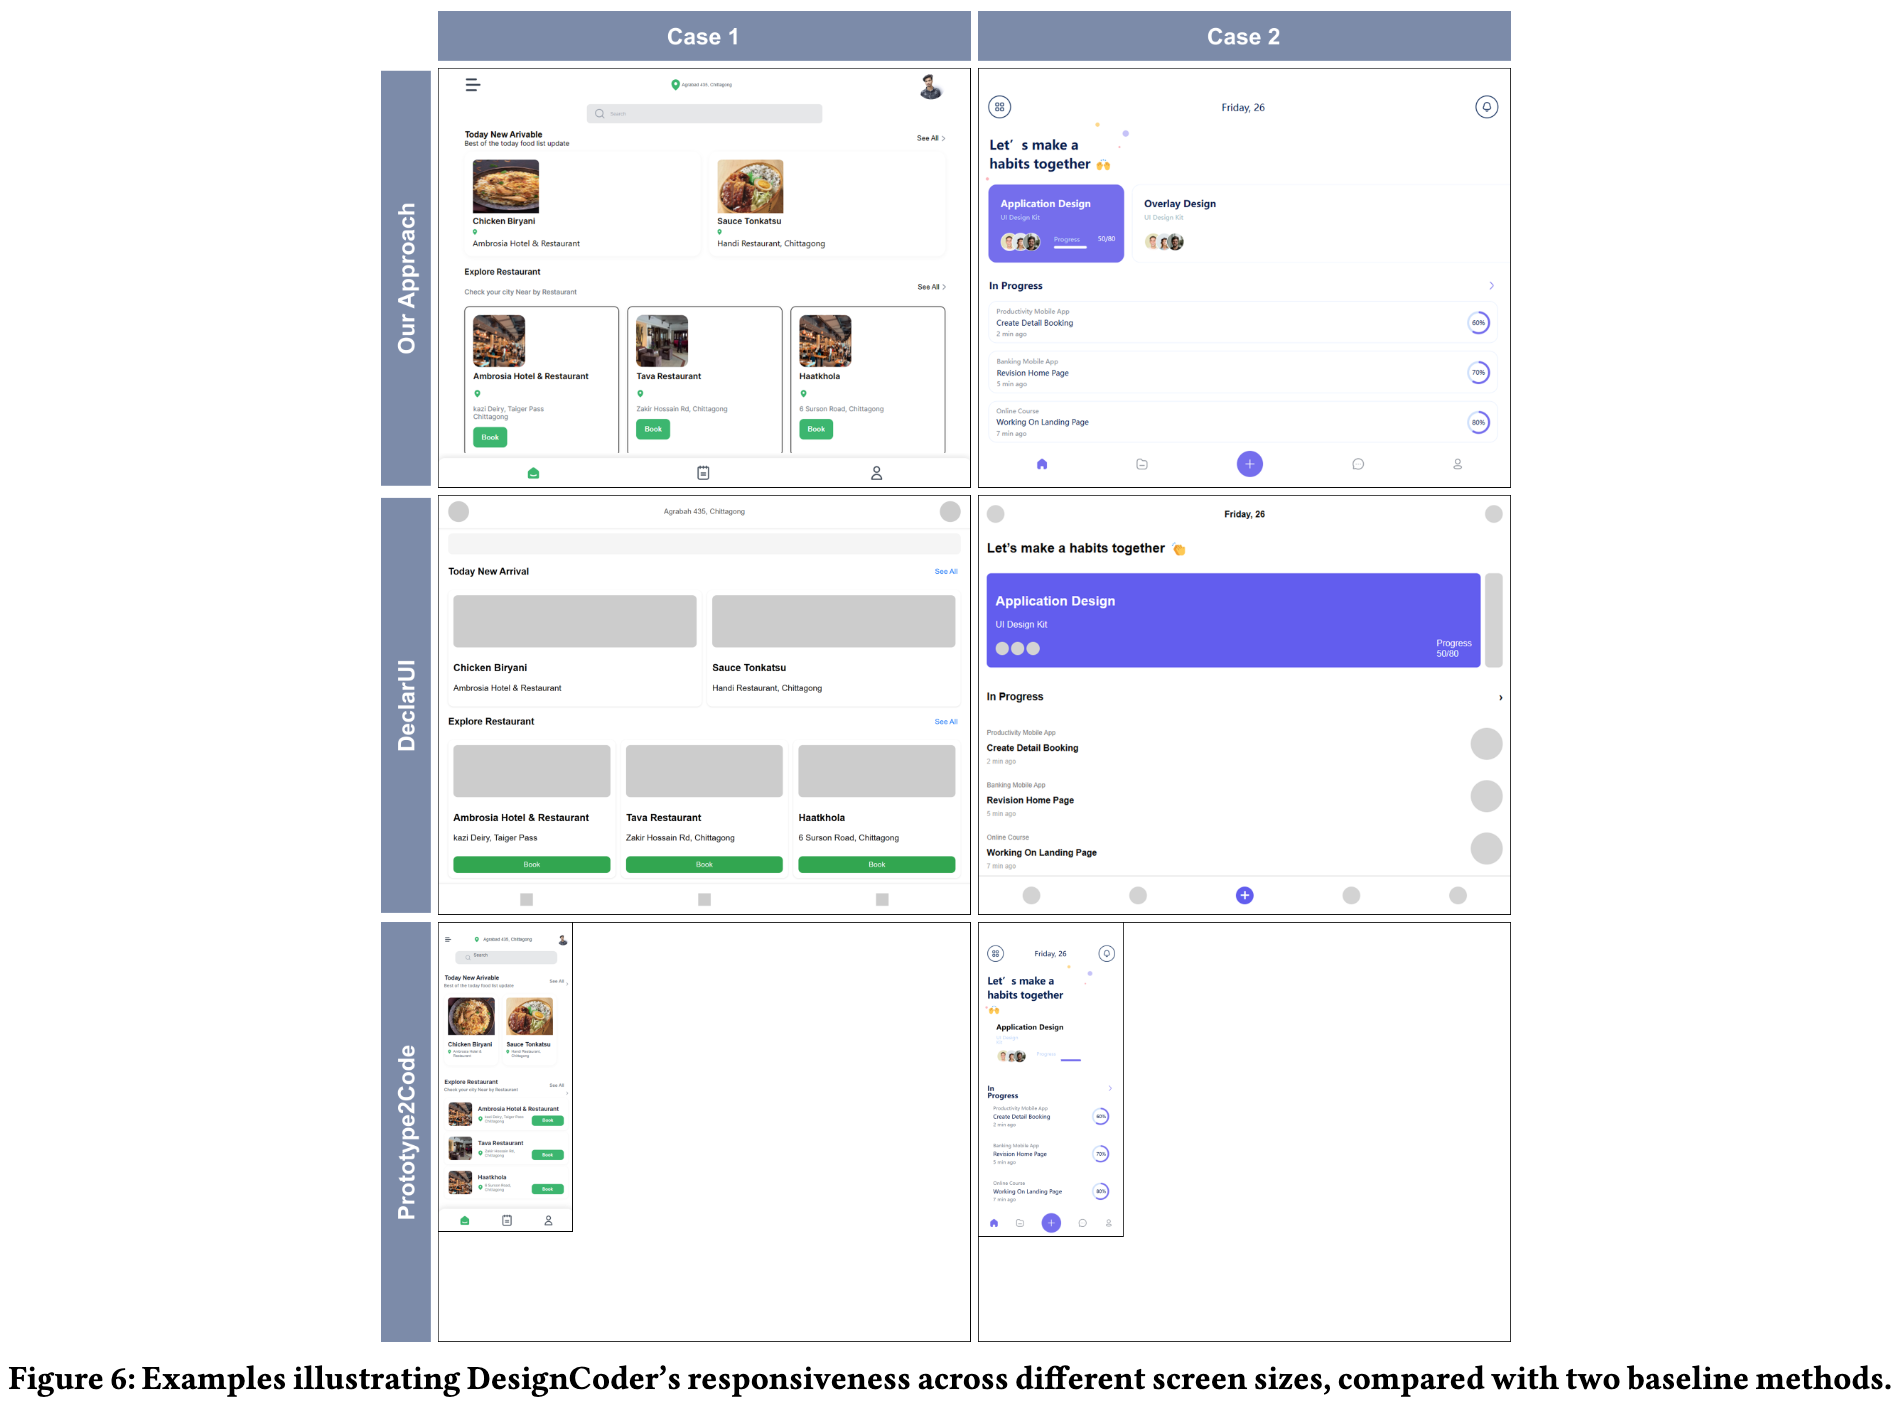 Case 1
Case 2
Our Approach
Agrabad 435, Chittagong
Search
Today New Arivable
Best of the today food list update
See All >
Chicken Biryani
Ambrosia Hotel & Restaurant
Sauce Tonkatsu
Handi Restaurant, Chittagong
Explore Restaurant
Check your city Near by Restaurant
See All >
Ambrosia Hotel & Restaurant
kazi Deiry, Taiger Pass
Chittagong
Book
Tava Restaurant
Zakir Hossain Rd, Chittagong
Book
Haatkhola
6 Surson Road, Chittagong
Book
Friday, 26
Let's make a
habits together 🙌
Application Design
UI Design Kit
Progress
50/80
Overlay Design
UI Design Kit
In Progress
Productivity Mobile App
Create Detail Booking
2 min ago
60%
Banking Mobile App
Revision Home Page
5 min ago
70%
Online Course
Working On Landing Page
7 min ago
80%
DeclarUI
Agrabah 435, Chittagong
Today New Arrival
See All
Chicken Biryani
Ambrosia Hotel & Restaurant
Sauce Tonkatsu
Handi Restaurant, Chittagong
Explore Restaurant
See All
Ambrosia Hotel & Restaurant
kazi Deiry, Taiger Pass
Book
Tava Restaurant
Zakir Hossain Rd, Chittagong
Book
Haatkhola
6 Surson Road, Chittagong
Book
Friday, 26
Let's make a habits together 👏
Application Design
UI Design Kit
Progress
50/80
In Progress
Productivity Mobile App
Create Detail Booking
2 min ago
Banking Mobile App
Revision Home Page
5 min ago
Online Course
Working On Landing Page
7 min ago
Prototype2Code
Agrabad 435, Chittagong
Search
Today New Arivable
Best of the today food list update
See All
Chicken Biryani
Ambrosia Hotel &
Restaurant
Sauce Tonkatsu
Handi Restaurant,
Chittagong
Explore Restaurant
Check your city Near by Restaurant
See All
Ambrosia Hotel & Restaurant
kazi Deiry, Taiger Pass
Chittagong
Book
Tava Restaurant
Zakir Hossain Rd,
Chittagong
Book
Haatkhola
6 Surson Road,
Chittagong
Book
Friday, 26
Let's make a
habits together
🙌
Application Design
UI Design
Kit
Progress
In
Progress
Productivity Mobile App
Create Detail Booking
2 min ago
60%
Banking Mobile App
Revision Home Page
5 min ago
70%
Online Course
Working On Landing Page
7 min ago
80%
Figure 6: Examples illustrating DesignCoder's responsiveness across different screen sizes, compared with two baseline methods.